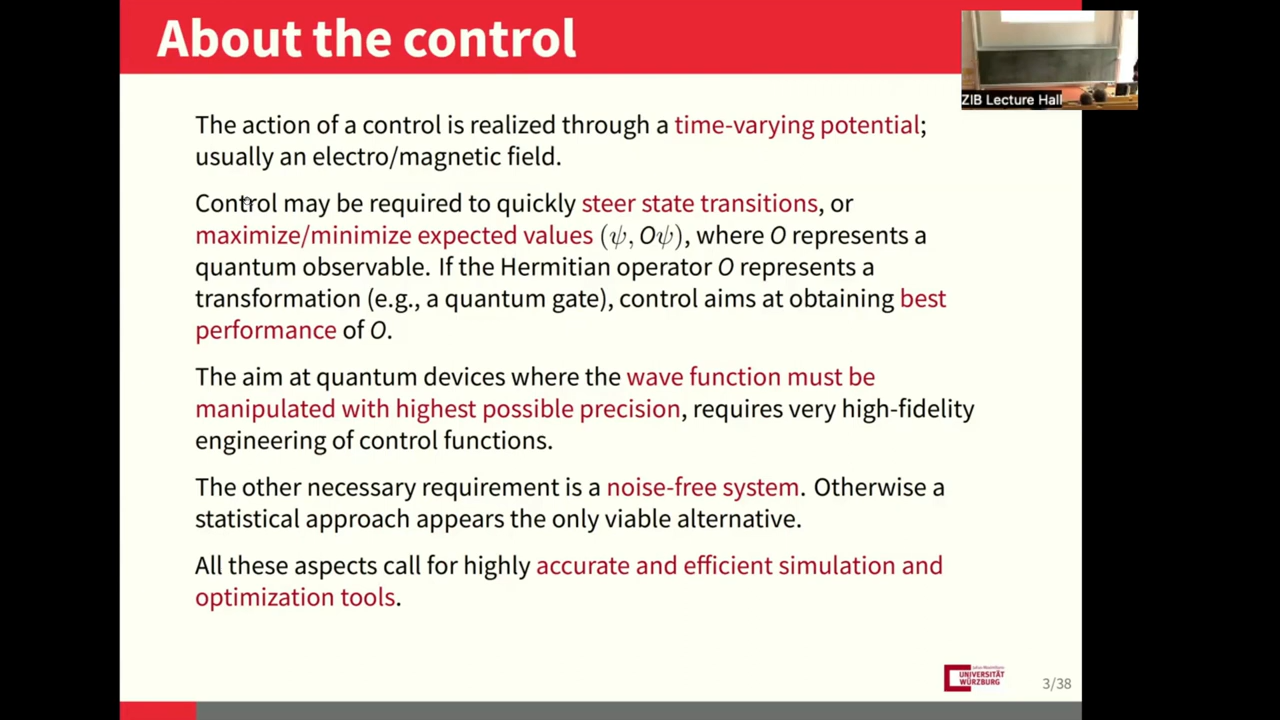 About the control
ZIB Lecture Hall
The action of a control is realized through a time-varying potential;
usually an electro/magnetic field.
Control may be required to quickly steer state transitions, or
maximize/minimize expected values (ψ, Oψ), where O represents a
quantum observable. If the Hermitian operator O represents a
transformation (e.g., a quantum gate), control aims at obtaining best
performance of O.
The aim at quantum devices where the wave function must be
manipulated with highest possible precision, requires very high-fidelity
engineering of control functions.
The other necessary requirement is a noise-free system. Otherwise a
statistical approach appears the only viable alternative.
All these aspects call for highly accurate and efficient simulation and
optimization tools.
UNIVERSITÄT
WÜRZBURG
3/38